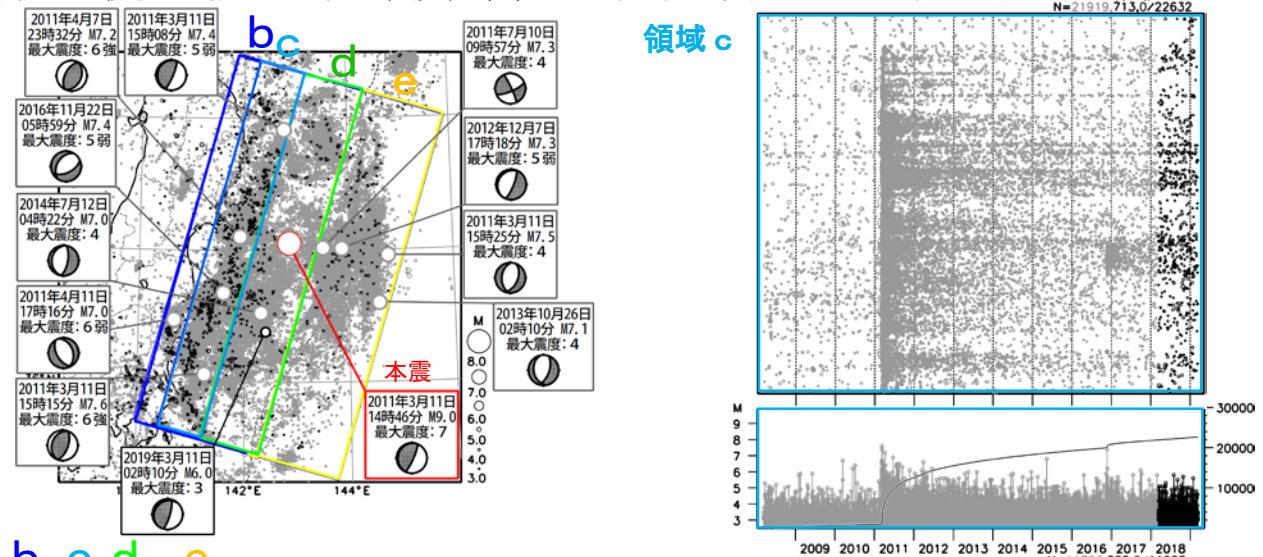 N=21919,713,0/22632
b
c
d
e
領域 c
2011年4月7日
23時32分 M7.2
最大震度:6強
2011年3月11日
15時08分 M7.4
最大震度:5弱
2011年7月10日
09時57分 M7.3
最大震度:4
2016年11月22日
05時59分 M7.4
最大震度:5弱
2012年12月7日
17時18分 M7.3
最大震度:5弱
2014年7月12日
04時22分 M7.0
最大震度:4
2011年3月11日
15時25分 M7.5
最大震度:4
2011年4月11日
17時16分 M7.0
最大震度:6弱
2013年10月26日
02時10分 M7.1
最大震度:4
2011年3月11日
15時15分 M7.6
最大震度:6強
本震
2011年3月11日
14時46分 M9.0
最大震度:7
2019年3月11日
02時10分 M6.0
最大震度:3
M
8.0
7.0
6.0
5.0
4.0
3.0
142°E
144°E
M
9
8
7
6
5
4
3
30000
20000
10000
2009 2010 2011 2012 2013 2014 2015 2016 2017 2018
b c d e